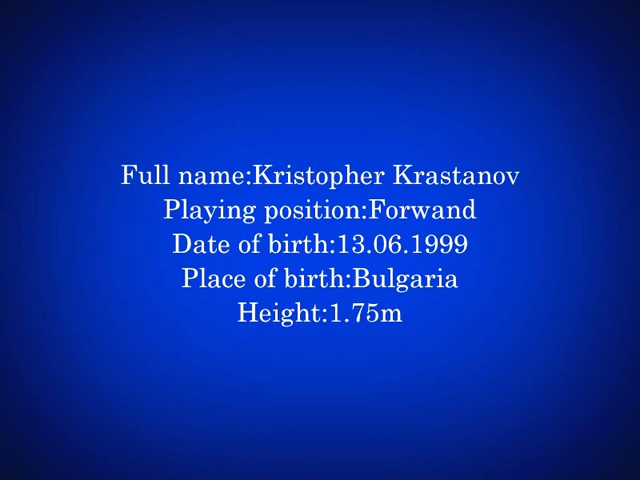 Full name:Kristopher Krastanov
Playing position:Forwand
Date of birth:13.06.1999
Place of birth:Bulgaria
Height:1.75m